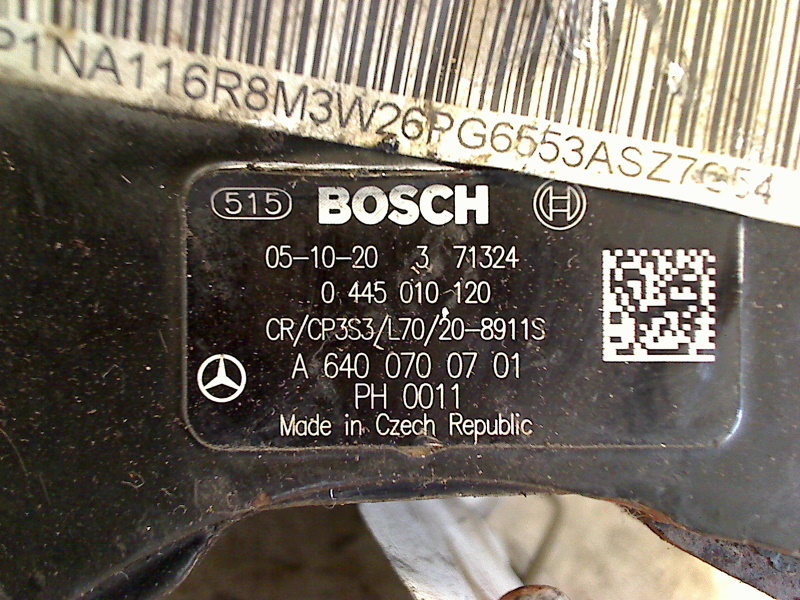 P1NA116R8M3W26PG6553ASZ7G54
515 BOSCH
05-10-20 3 71324
0 445 010 120
CR/CP3S3/L70/20-8911S
A 640 070 07 01
PH 0011
Made in Czech Republic